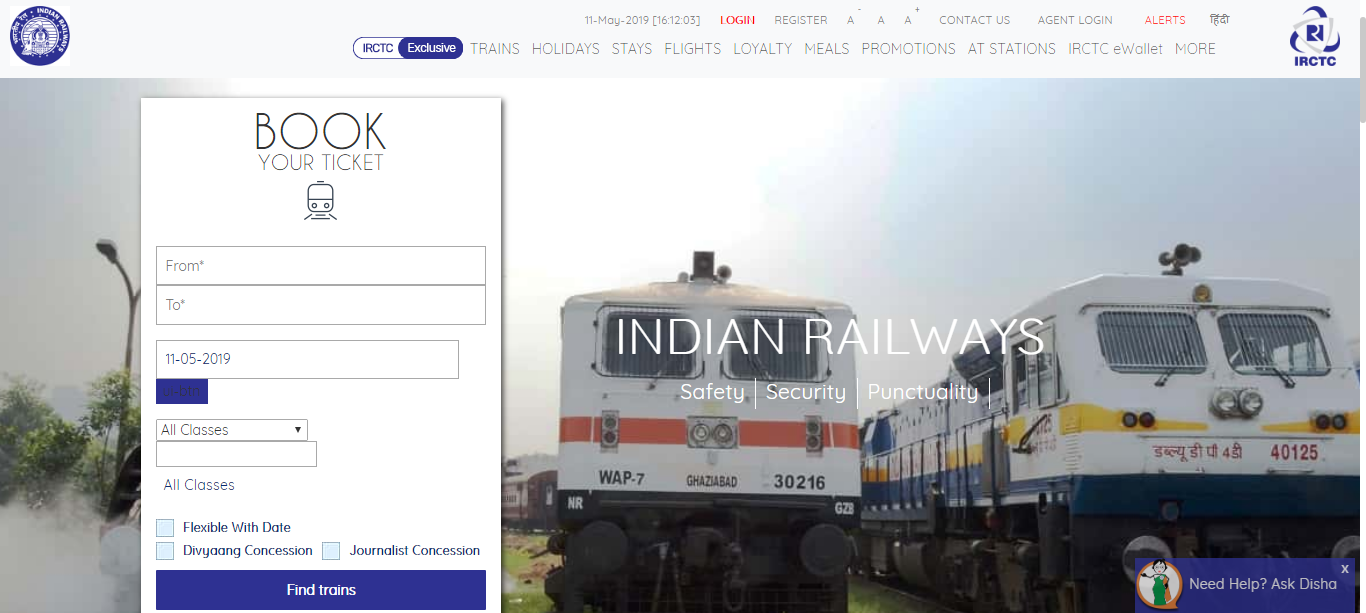 INDIAN RAILWAYS
11-May-2019 [16:12:03] LOGIN REGISTER A- A A+ CONTACT US AGENT LOGIN ALERTS हिंदी
IRCTC Exclusive TRAINS HOLIDAYS STAYS FLIGHTS LOYALTY MEALS PROMOTIONS AT STATIONS IRCTC eWallet MORE
IRCTC
BOOK
YOUR TICKET
From*
To*
11-05-2019
All Classes
All Classes
Flexible With Date
Divyaang Concession Journalist Concession
Find trains
INDIAN RAILWAYS
Safety Security Punctuality
WAP-7 GHAZIABAD 30216
NR GZB
40125
डब्ल्यू डी पी 4डी 40125
Need Help? Ask Disha x